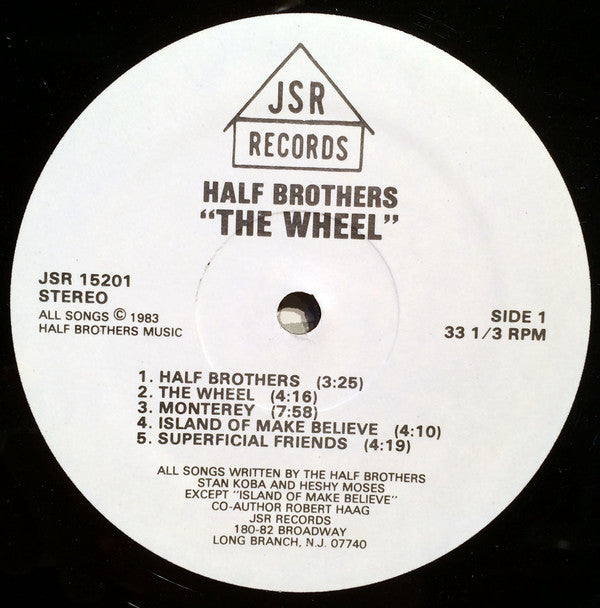 JSR
RECORDS
HALF BROTHERS
"THE WHEEL"
JSR 15201
STEREO
ALL SONGS © 1983
HALF BROTHERS MUSIC
SIDE 1
33 1/3 RPM
1. HALF BROTHERS (3:25)
2. THE WHEEL (4:16)
3. MONTEREY (7:58)
4. ISLAND OF MAKE BELIEVE (4:10)
5. SUPERFICIAL FRIENDS (4:19)
ALL SONGS WRITTEN BY THE HALF BROTHERS
STAN KOBA AND HESHY MOSES
EXCEPT "ISLAND OF MAKE BELIEVE"
CO-AUTHOR ROBERT HAAG
JSR RECORDS
180-82 BROADWAY
LONG BRANCH, N.J. 07740